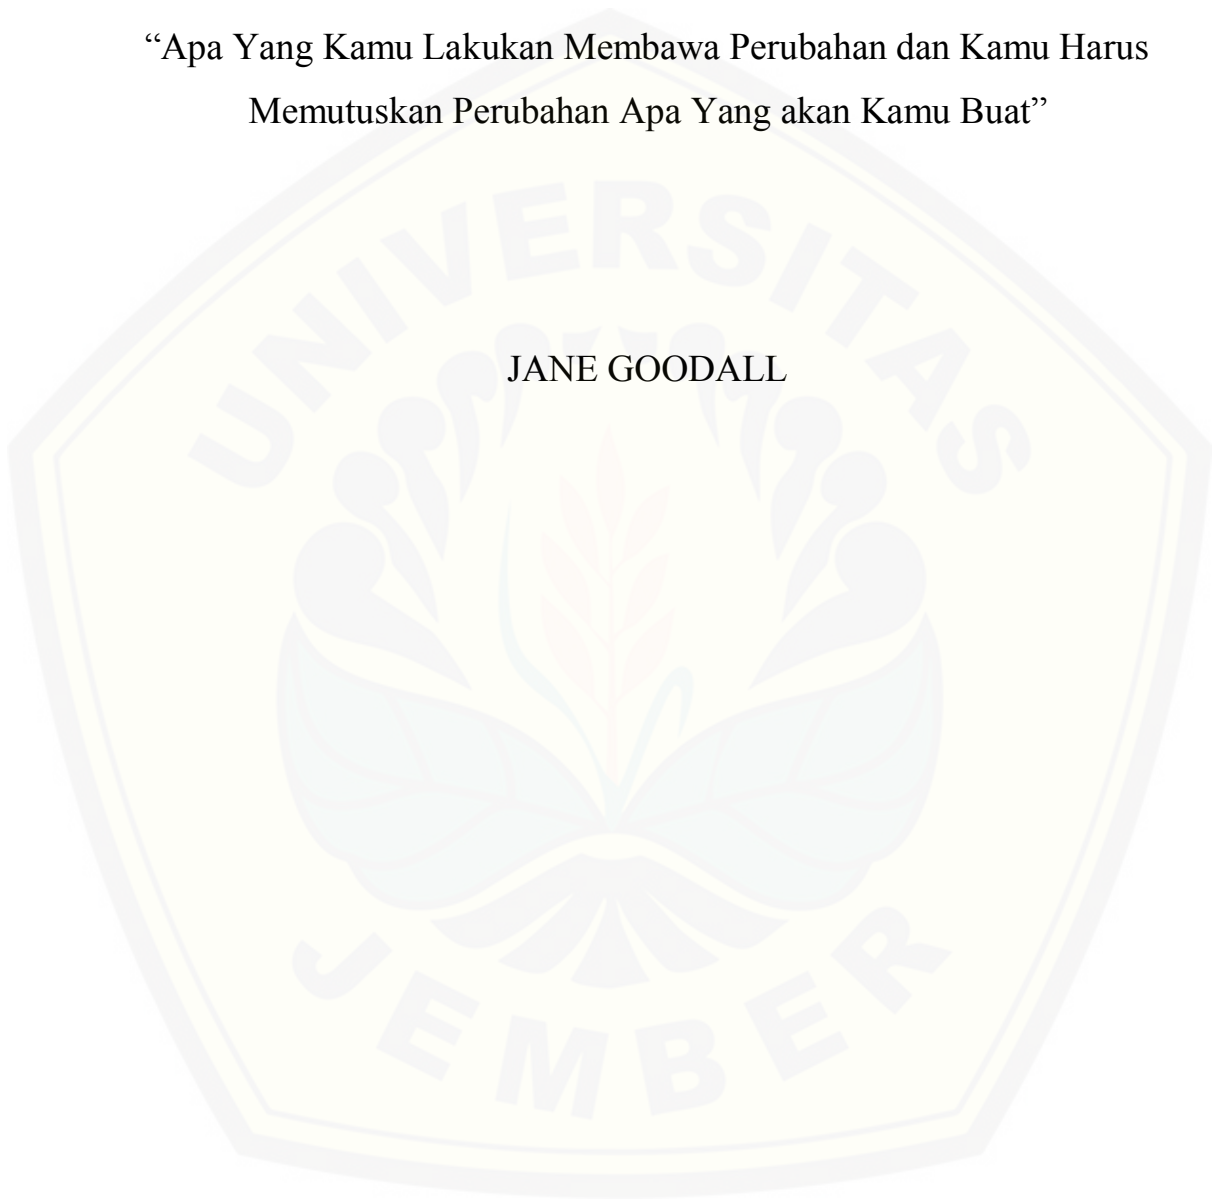 “Apa Yang Kamu Lakukan Membawa Perubahan dan Kamu Harus
Memutuskan Perubahan Apa Yang akan Kamu Buat”
UNIVERSITAS
JANE GOODALL
JEMBER